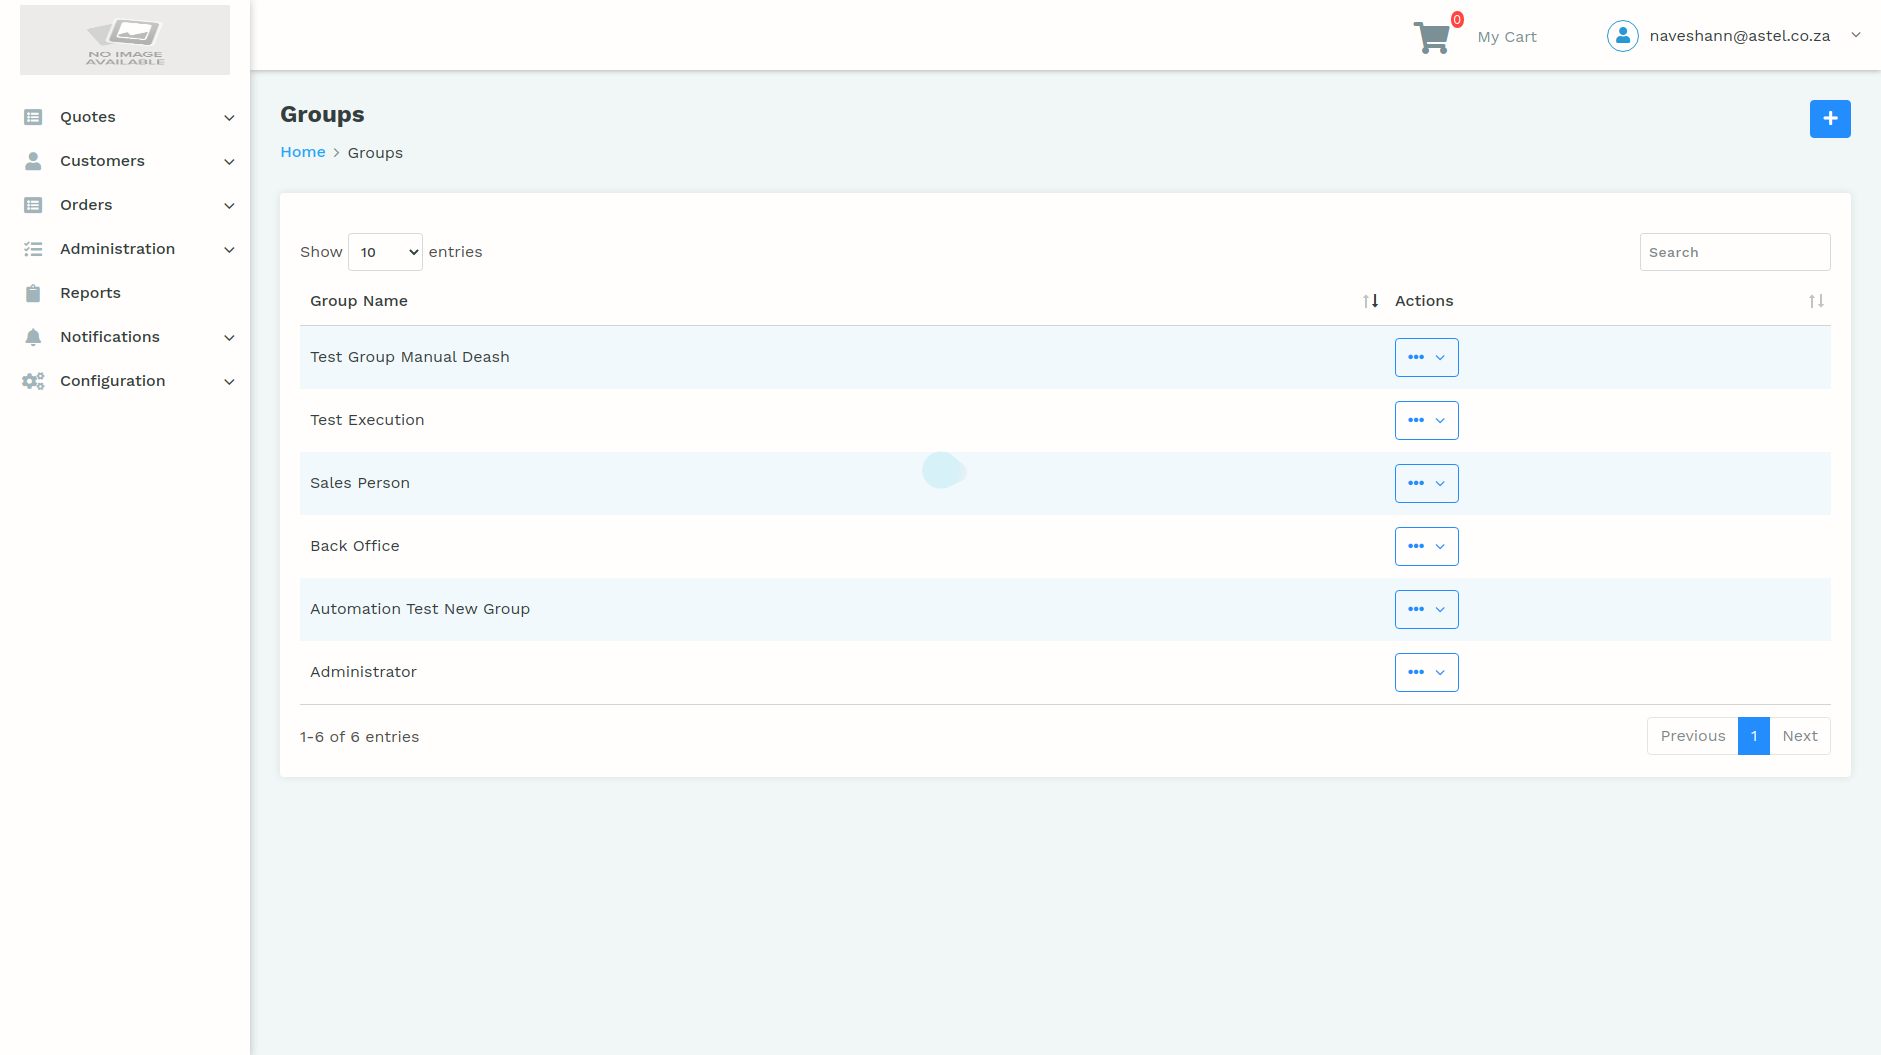 NO IMAGE
AVAILABLE
0
My Cart
naveshann@astel.co.za
Quotes
Customers
Orders
Administration
Reports
Notifications
Configuration
Groups
Home > Groups
Show 10 entries
Search
Group Name
Actions
Test Group Manual Deash
Test Execution
Sales Person
Back Office
Automation Test New Group
Administrator
1-6 of 6 entries
Previous 1 Next